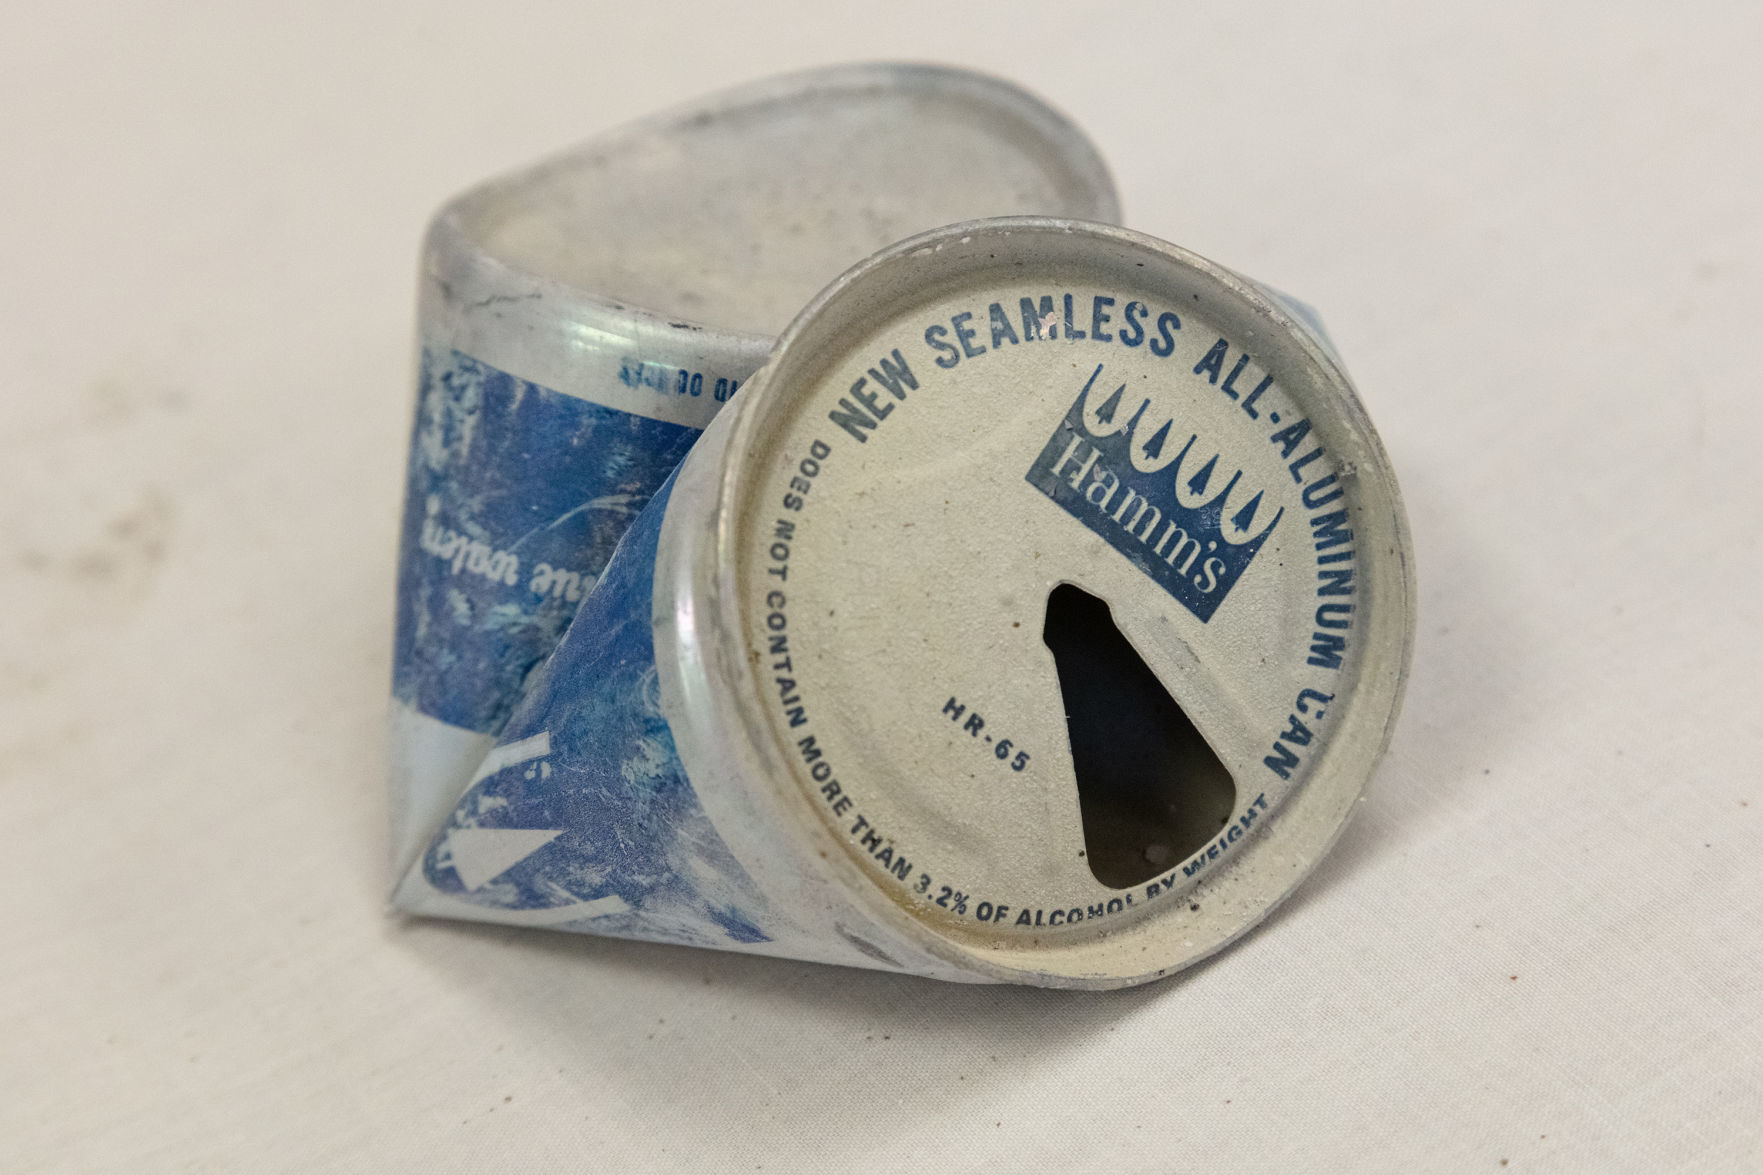 NEW SEAMLESS ALL-ALUMINUM CAN
Hamm's
HR-65
DOES NOT CONTAIN MORE THAN 3.2% OF ALCOHOL BY WEIGHT